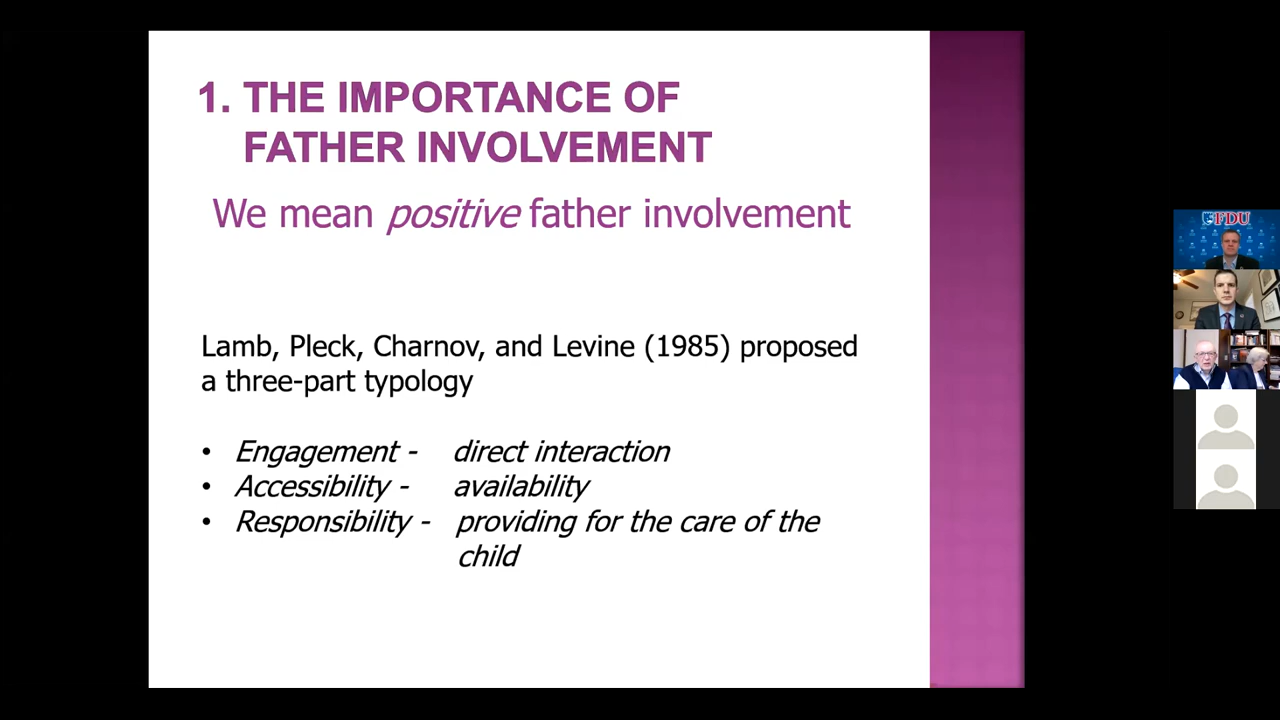 1. THE IMPORTANCE OF
FATHER INVOLVEMENT
We mean positive father involvement
Lamb, Pleck, Charnov, and Levine (1985) proposed
a three-part typology
• Engagement - direct interaction
• Accessibility - availability
• Responsibility - providing for the care of the
child
FDU